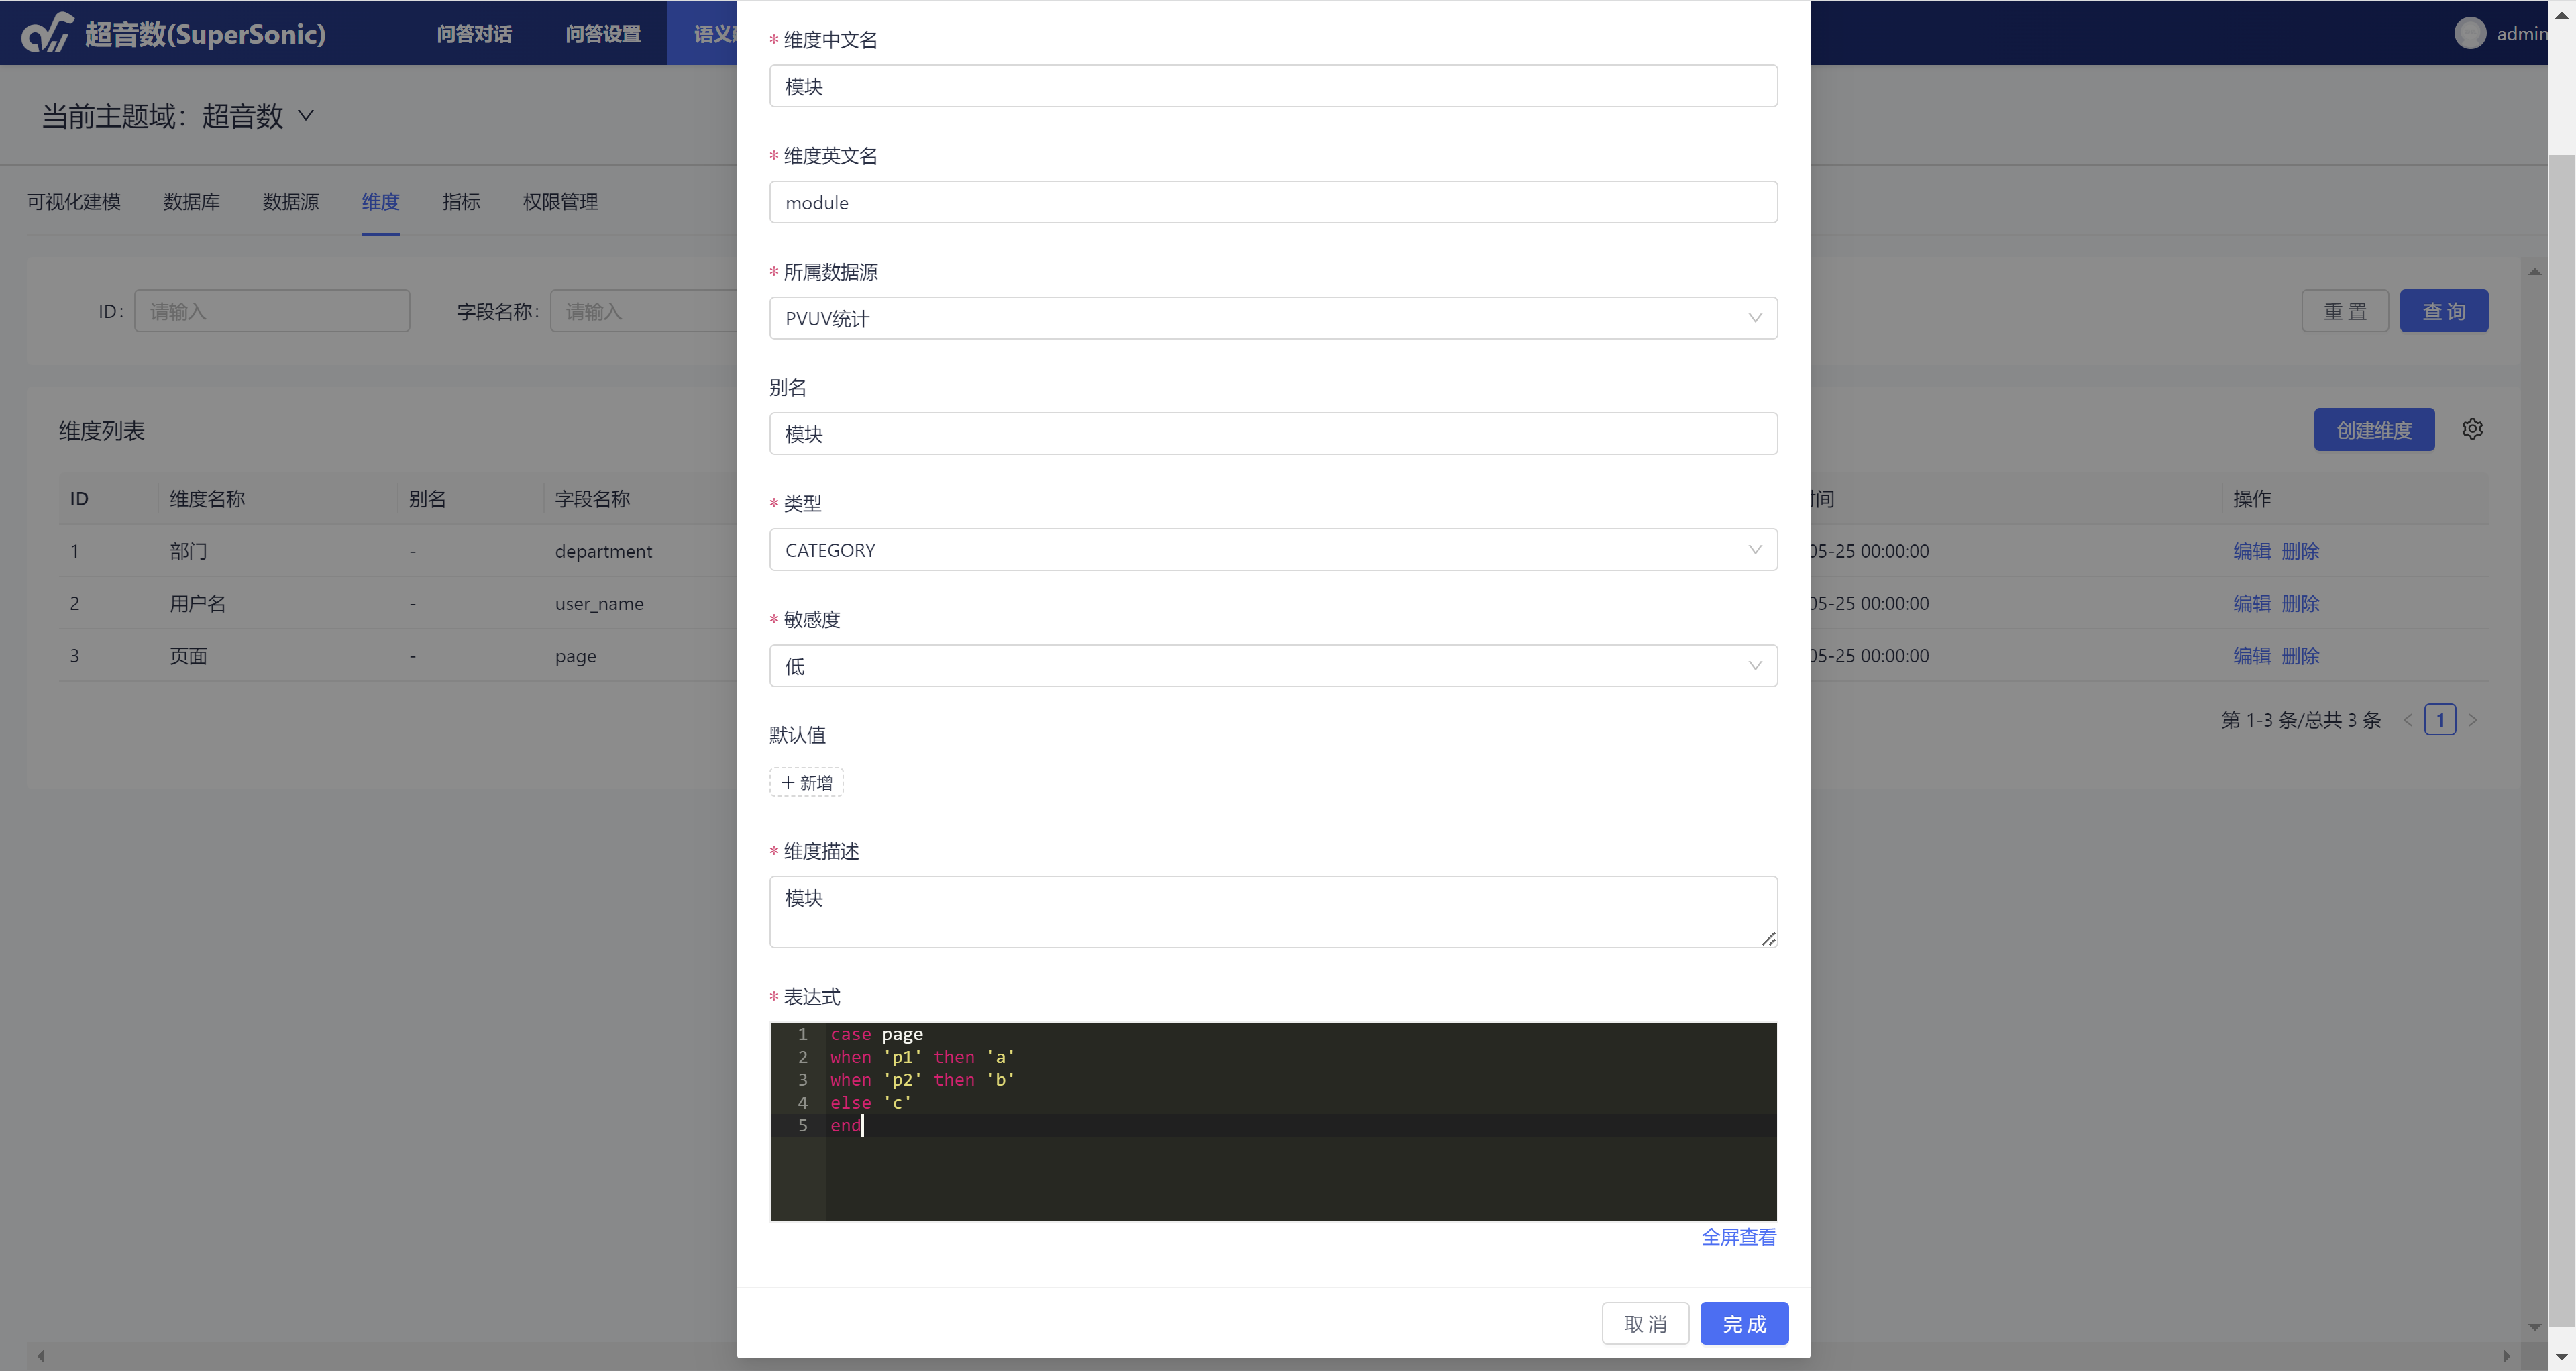 超音数(SuperSonic)
问答对话
问答设置
语义
admin
当前主题域：超音数
可视化建模
数据库
数据源
维度
指标
权限管理
ID:
请输入
字段名称:
请输入
重 置
查 询
维度列表
创建维度
ID
维度名称
别名
字段名称
时间
操作
1
部门
-
department
05-25 00:00:00
编辑 删除
2
用户名
-
user_name
05-25 00:00:00
编辑 删除
3
页面
-
page
05-25 00:00:00
编辑 删除
第 1-3 条/总共 3 条
1
* 维度中文名
模块
* 维度英文名
module
* 所属数据源
PVUV统计
别名
模块
* 类型
CATEGORY
* 敏感度
低
默认值
+ 新增
* 维度描述
模块
* 表达式
1 case page
2 when 'p1' then 'a'
3 when 'p2' then 'b'
4 else 'c'
5 end
全屏查看
取 消
完 成